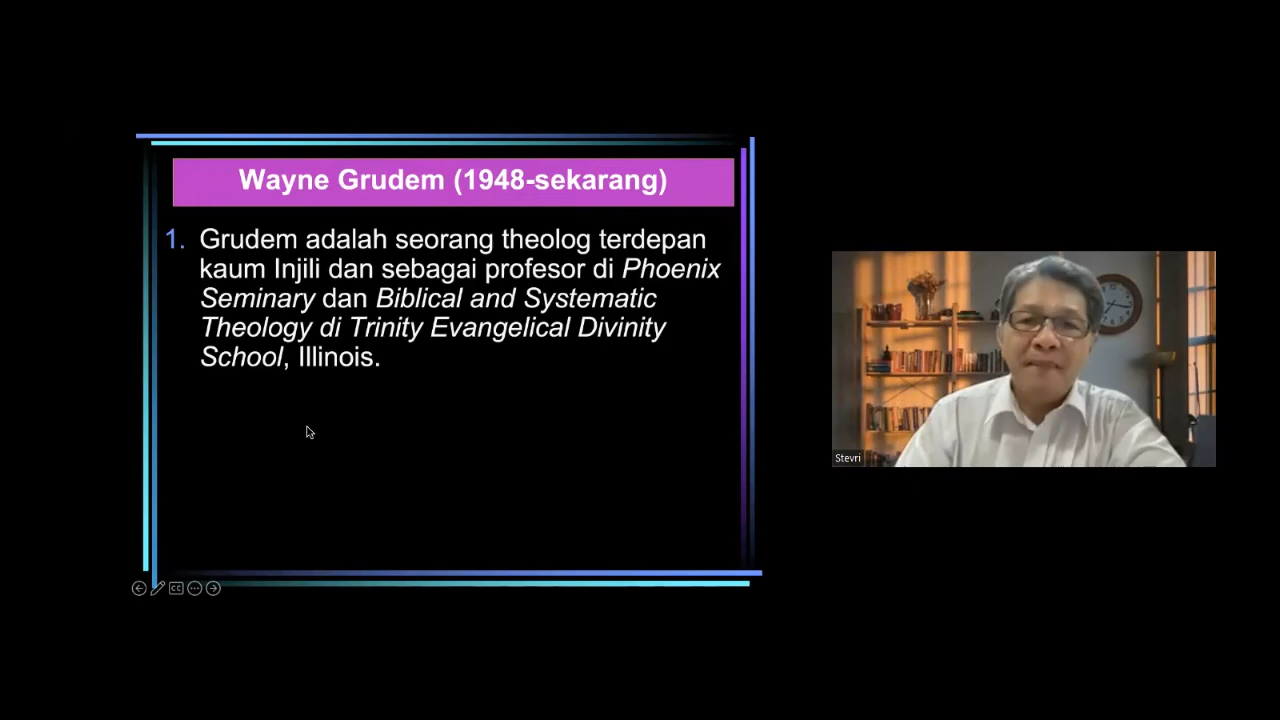 Wayne Grudem (1948-sekarang)
1. Grudem adalah seorang theolog terdepan
kaum Injili dan sebagai profesor di Phoenix
Seminary dan Biblical and Systematic
Theology di Trinity Evangelical Divinity
School, Illinois.
Stevri
CC